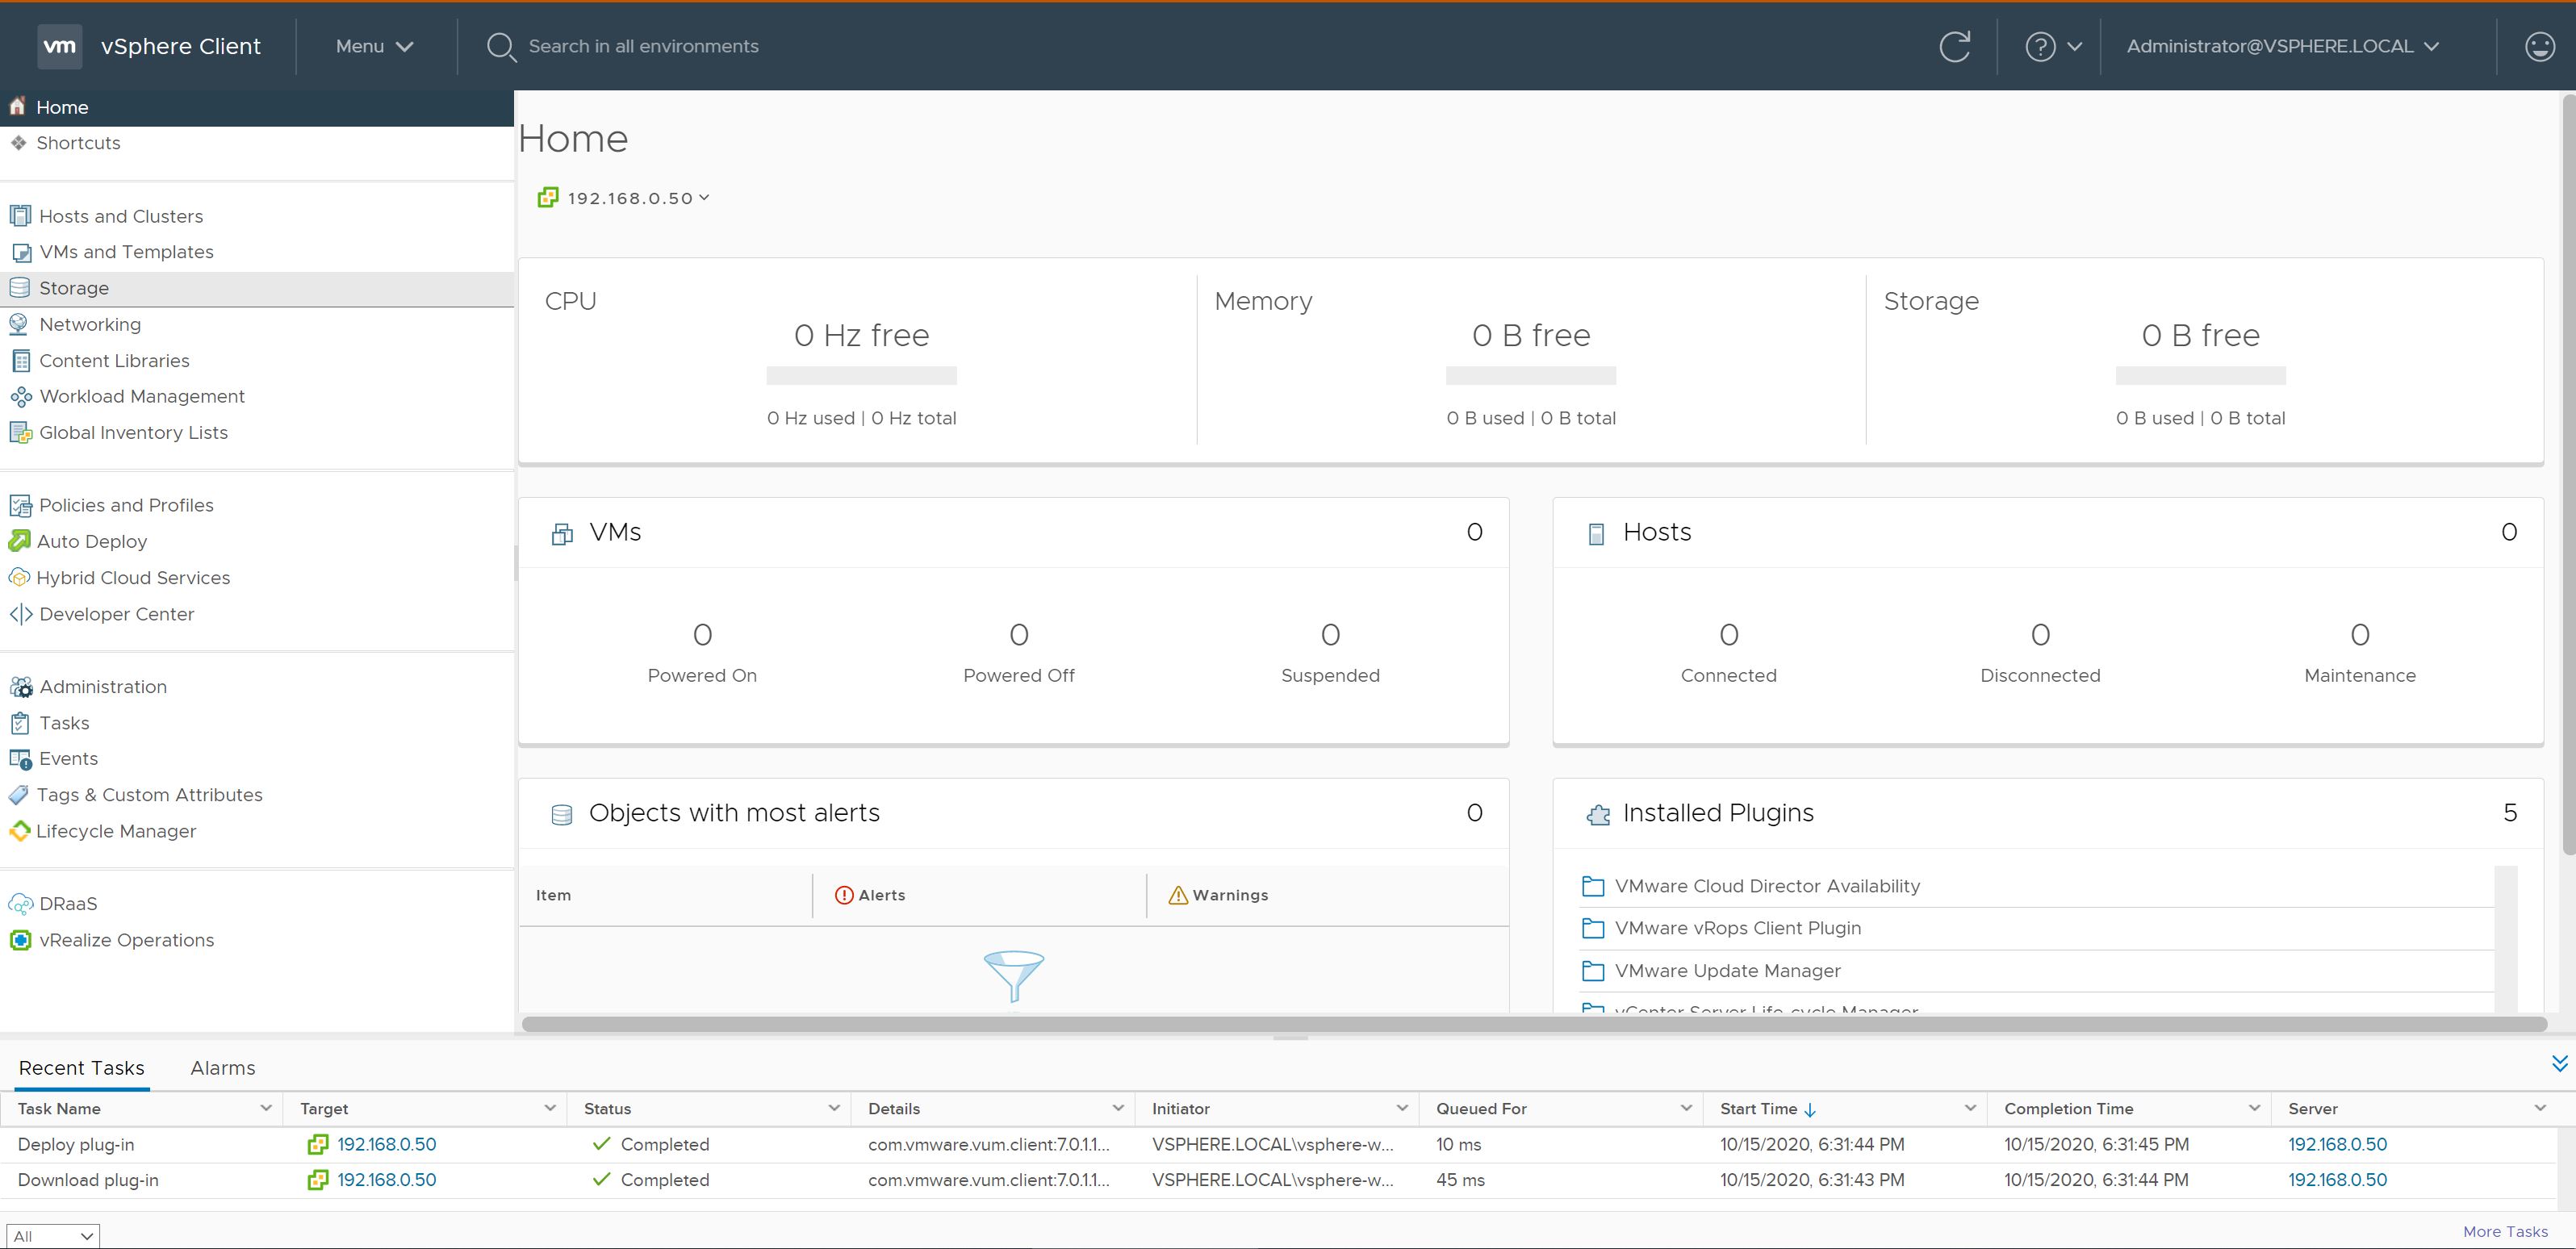 vm vSphere Client Menu Search in all environments ? Administrator@VSPHERE.LOCAL
Home
Shortcuts
Hosts and Clusters
VMs and Templates
Storage
Networking
Content Libraries
Workload Management
Global Inventory Lists
Policies and Profiles
Auto Deploy
Hybrid Cloud Services
Developer Center
Administration
Tasks
Events
Tags & Custom Attributes
Lifecycle Manager
DRaaS
vRealize Operations
Home
192.168.0.50
CPU
0 Hz free
0 Hz used | 0 Hz total
Memory
0 B free
0 B used | 0 B total
Storage
0 B free
0 B used | 0 B total
VMs 0
0 0 0
Powered On Powered Off Suspended
Hosts 0
0 0 0
Connected Disconnected Maintenance
Objects with most alerts 0
Item Alerts Warnings
Installed Plugins 5
VMware Cloud Director Availability
VMware vRops Client Plugin
VMware Update Manager
vCenter Server Life-cycle Manager
Recent Tasks Alarms
Task Name Target Status Details Initiator Queued For Start Time Completion Time Server
Deploy plug-in 192.168.0.50 Completed com.vmware.vum.client:7.0.1.1... VSPHERE.LOCAL\vsphere-w... 10 ms 10/15/2020, 6:31:44 PM 10/15/2020, 6:31:45 PM 192.168.0.50
Download plug-in 192.168.0.50 Completed com.vmware.vum.client:7.0.1.1... VSPHERE.LOCAL\vsphere-w... 45 ms 10/15/2020, 6:31:43 PM 10/15/2020, 6:31:44 PM 192.168.0.50
All More Tasks